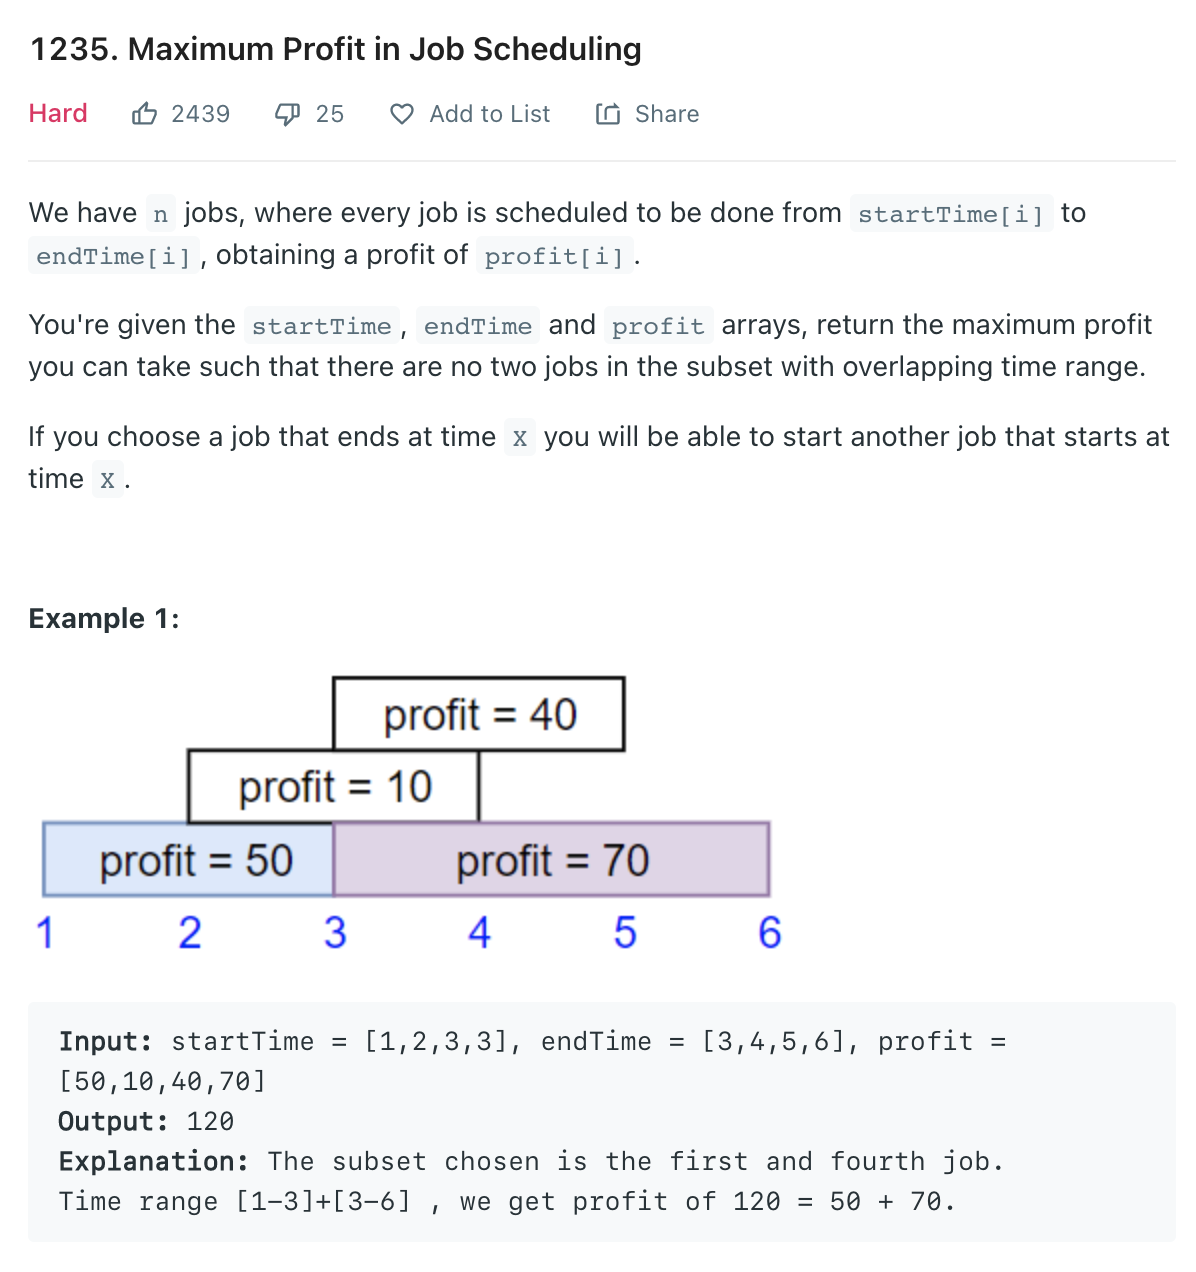 1235. Maximum Profit in Job Scheduling
Hard 2439 25 Add to List Share
We have n jobs, where every job is scheduled to be done from startTime[i] to
endTime[i], obtaining a profit of profit[i].
You're given the startTime, endTime and profit arrays, return the maximum profit
you can take such that there are no two jobs in the subset with overlapping time range.
If you choose a job that ends at time X you will be able to start another job that starts at
time X.
Example 1:
profit = 40
profit = 10
profit = 50 profit = 70
1 2 3 4 5 6
Input: startTime = [1,2,3,3], endTime = [3,4,5,6], profit =
[50,10,40,70]
Output: 120
Explanation: The subset chosen is the first and fourth job.
Time range [1-3]+[3-6] , we get profit of 120 = 50 + 70.